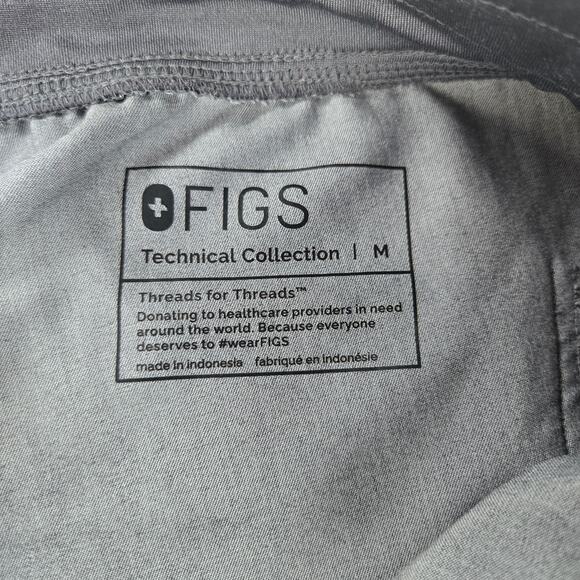 FIGS
Technical Collection | M
Threads for Threads™
Donating to healthcare providers in need
around the world. Because everyone
deserves to #wearFIGS
made in indonesia fabriqué en indonésie